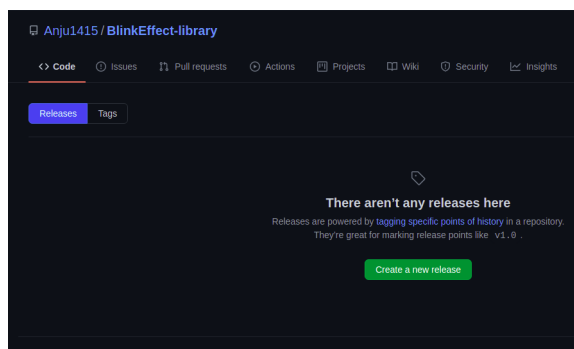 Anju1415 / BlinkEffect-library
Code Issues Pull requests Actions Projects Wiki Security Insights
Releases Tags
There aren't any releases here
Releases are powered by tagging specific points of history in a repository.
They're great for marking release points like v1.0 .
Create a new release